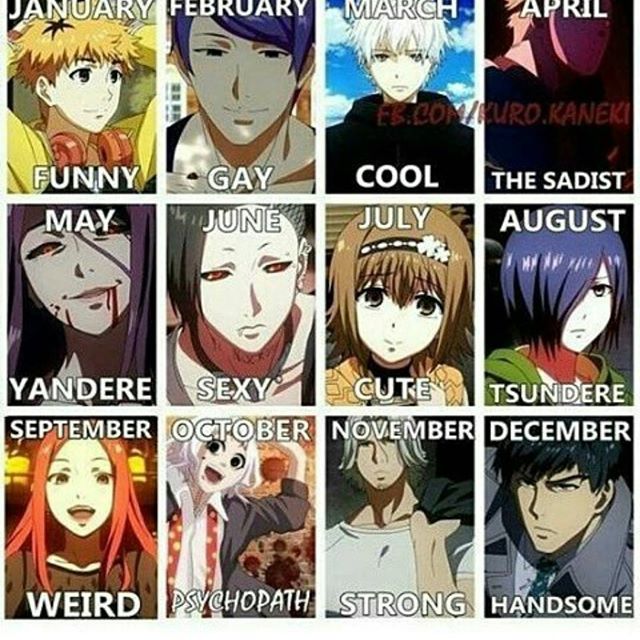 JANUARY FEBRUARY MARCH APRIL
FB.COM/KURO.KANEKI
FUNNY GAY COOL THE SADIST
MAY JUNE JULY AUGUST
YANDERE SEXY CUTE TSUNDERE
SEPTEMBER OCTOBER NOVEMBER DECEMBER
WEIRD PSYCHOPATH STRONG HANDSOME